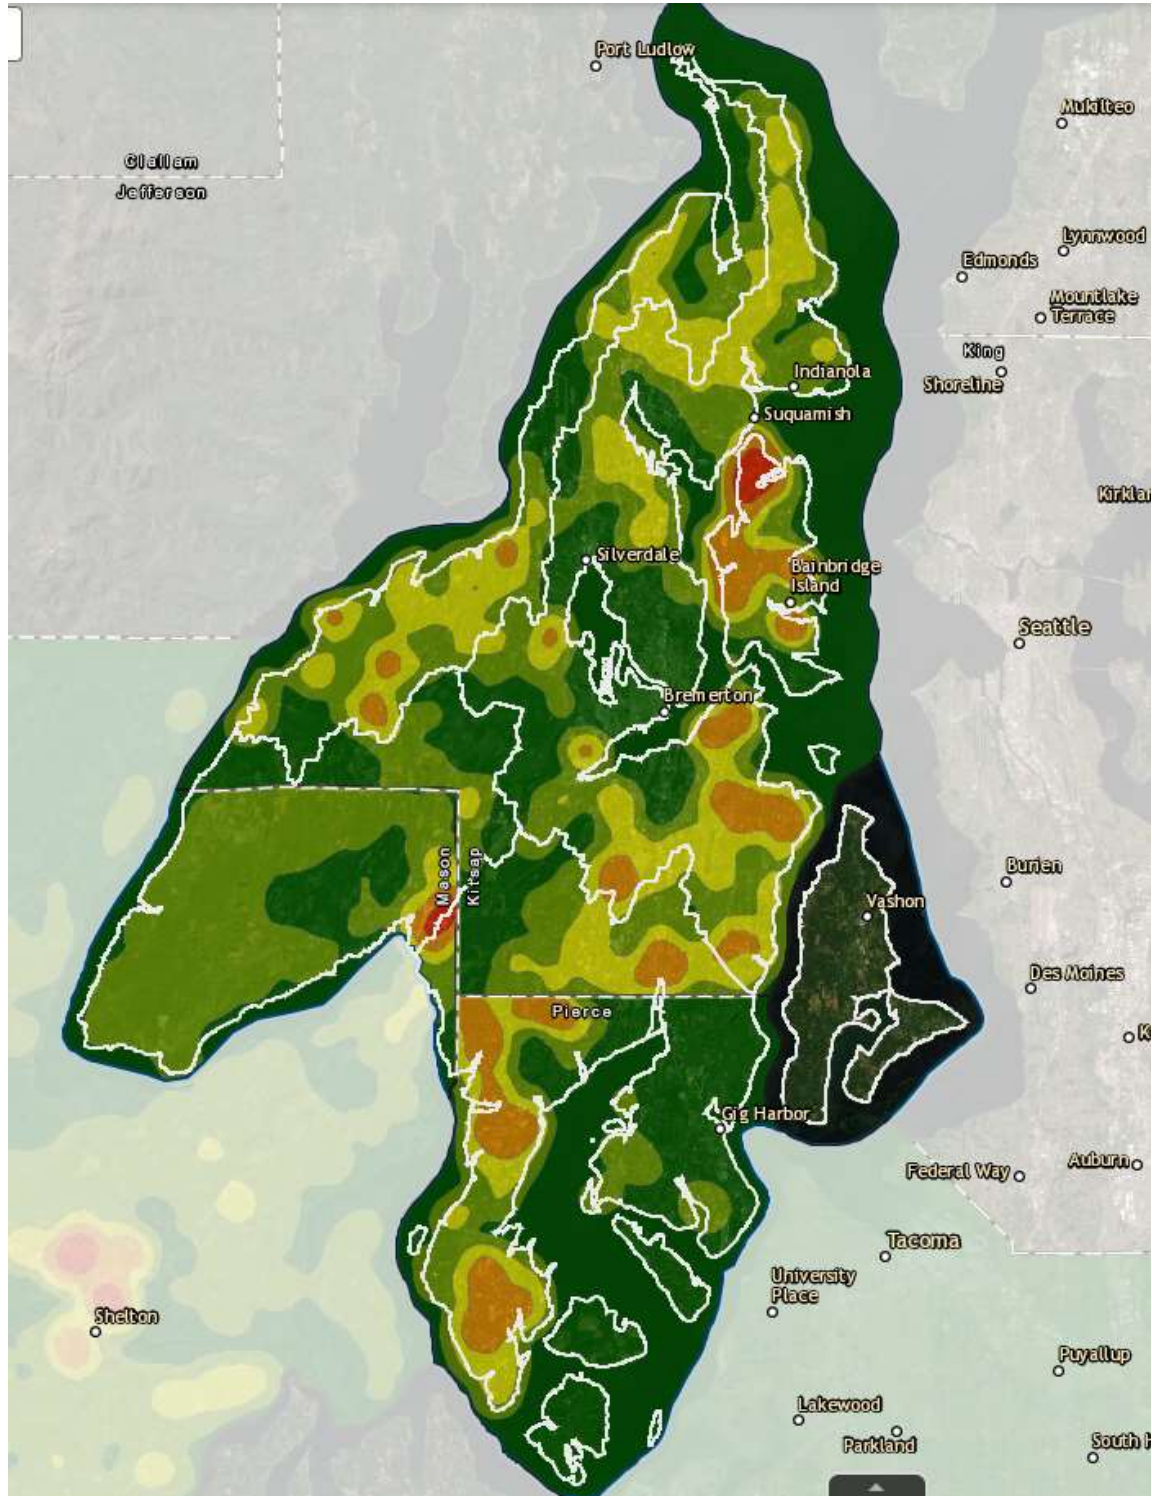 Port Ludlow
Mukilteo
Clallam
Jefferson
Lynnwood
Edmonds
Mountlake
Terrace
King
Shoreline
Indianola
Suquamish
Silverdale
Bainbridge
Island
Seattle
Bremerton
Burien
Mason
Kitsap
Vashon
Des Moines
Pierce
Gig Harbor
Auburn
Federal Way
Tacoma
University
Place
Shelton
Puyallup
Lakewood
Parkland
South